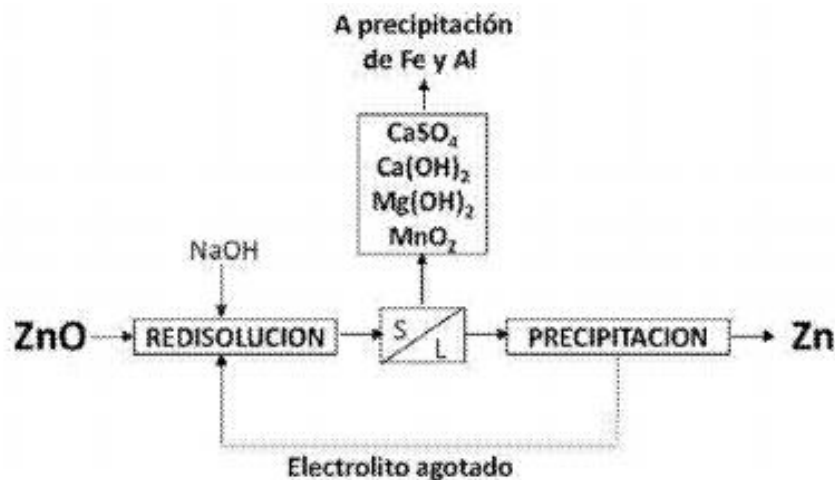 A precipitación
de Fe y Al
CaSO₄
Ca(OH)₂
Mg(OH)₂
MnO₂
NaOH
ZnO
REDISOLUCION
S
L
PRECIPITACION
Zn
Electrolito agotado